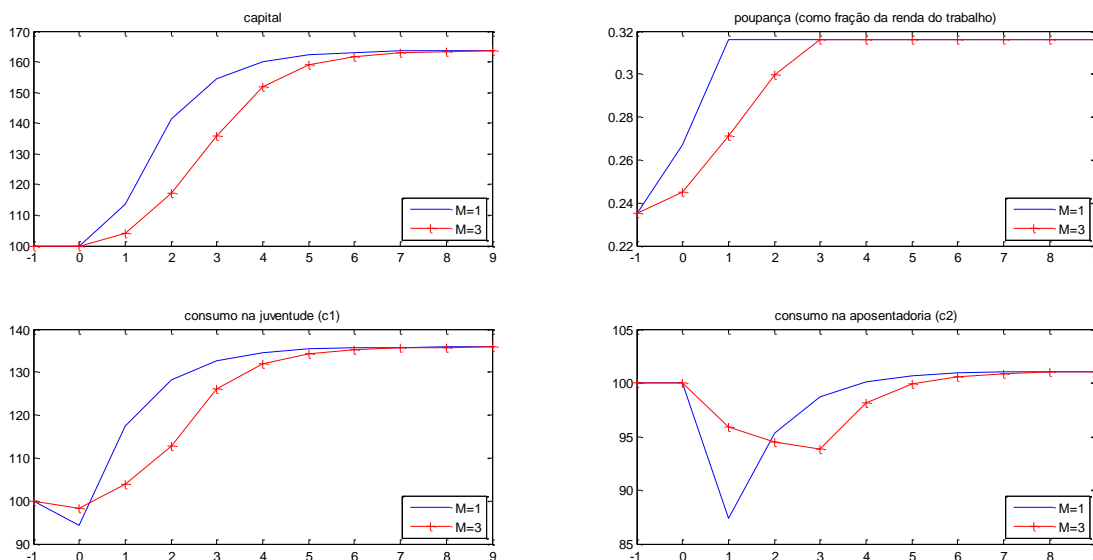 capital
170
160
150
140
130
120
110
100
-1 0 1 2 3 4 5 6 7 8 9
M=1
M=3
poupança (como fração da renda do trabalho)
0.32
0.3
0.28
0.26
0.24
0.22
-1 0 1 2 3 4 5 6 7 8
M=1
M=3
consumo na juventude (c1)
140
130
120
110
100
90
-1 0 1 2 3 4 5 6 7 8 9
M=1
M=3
consumo na aposentadoria (c2)
105
100
95
90
85
-1 0 1 2 3 4 5 6 7 8
M=1
M=3